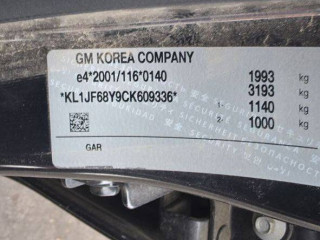 GM KOREA COMPANY
e4*2001/116*0140 1993 kg
*KL1JF68Y9CK609336* 3193 kg
1- 1140 kg
2- 1000 kg
GAR